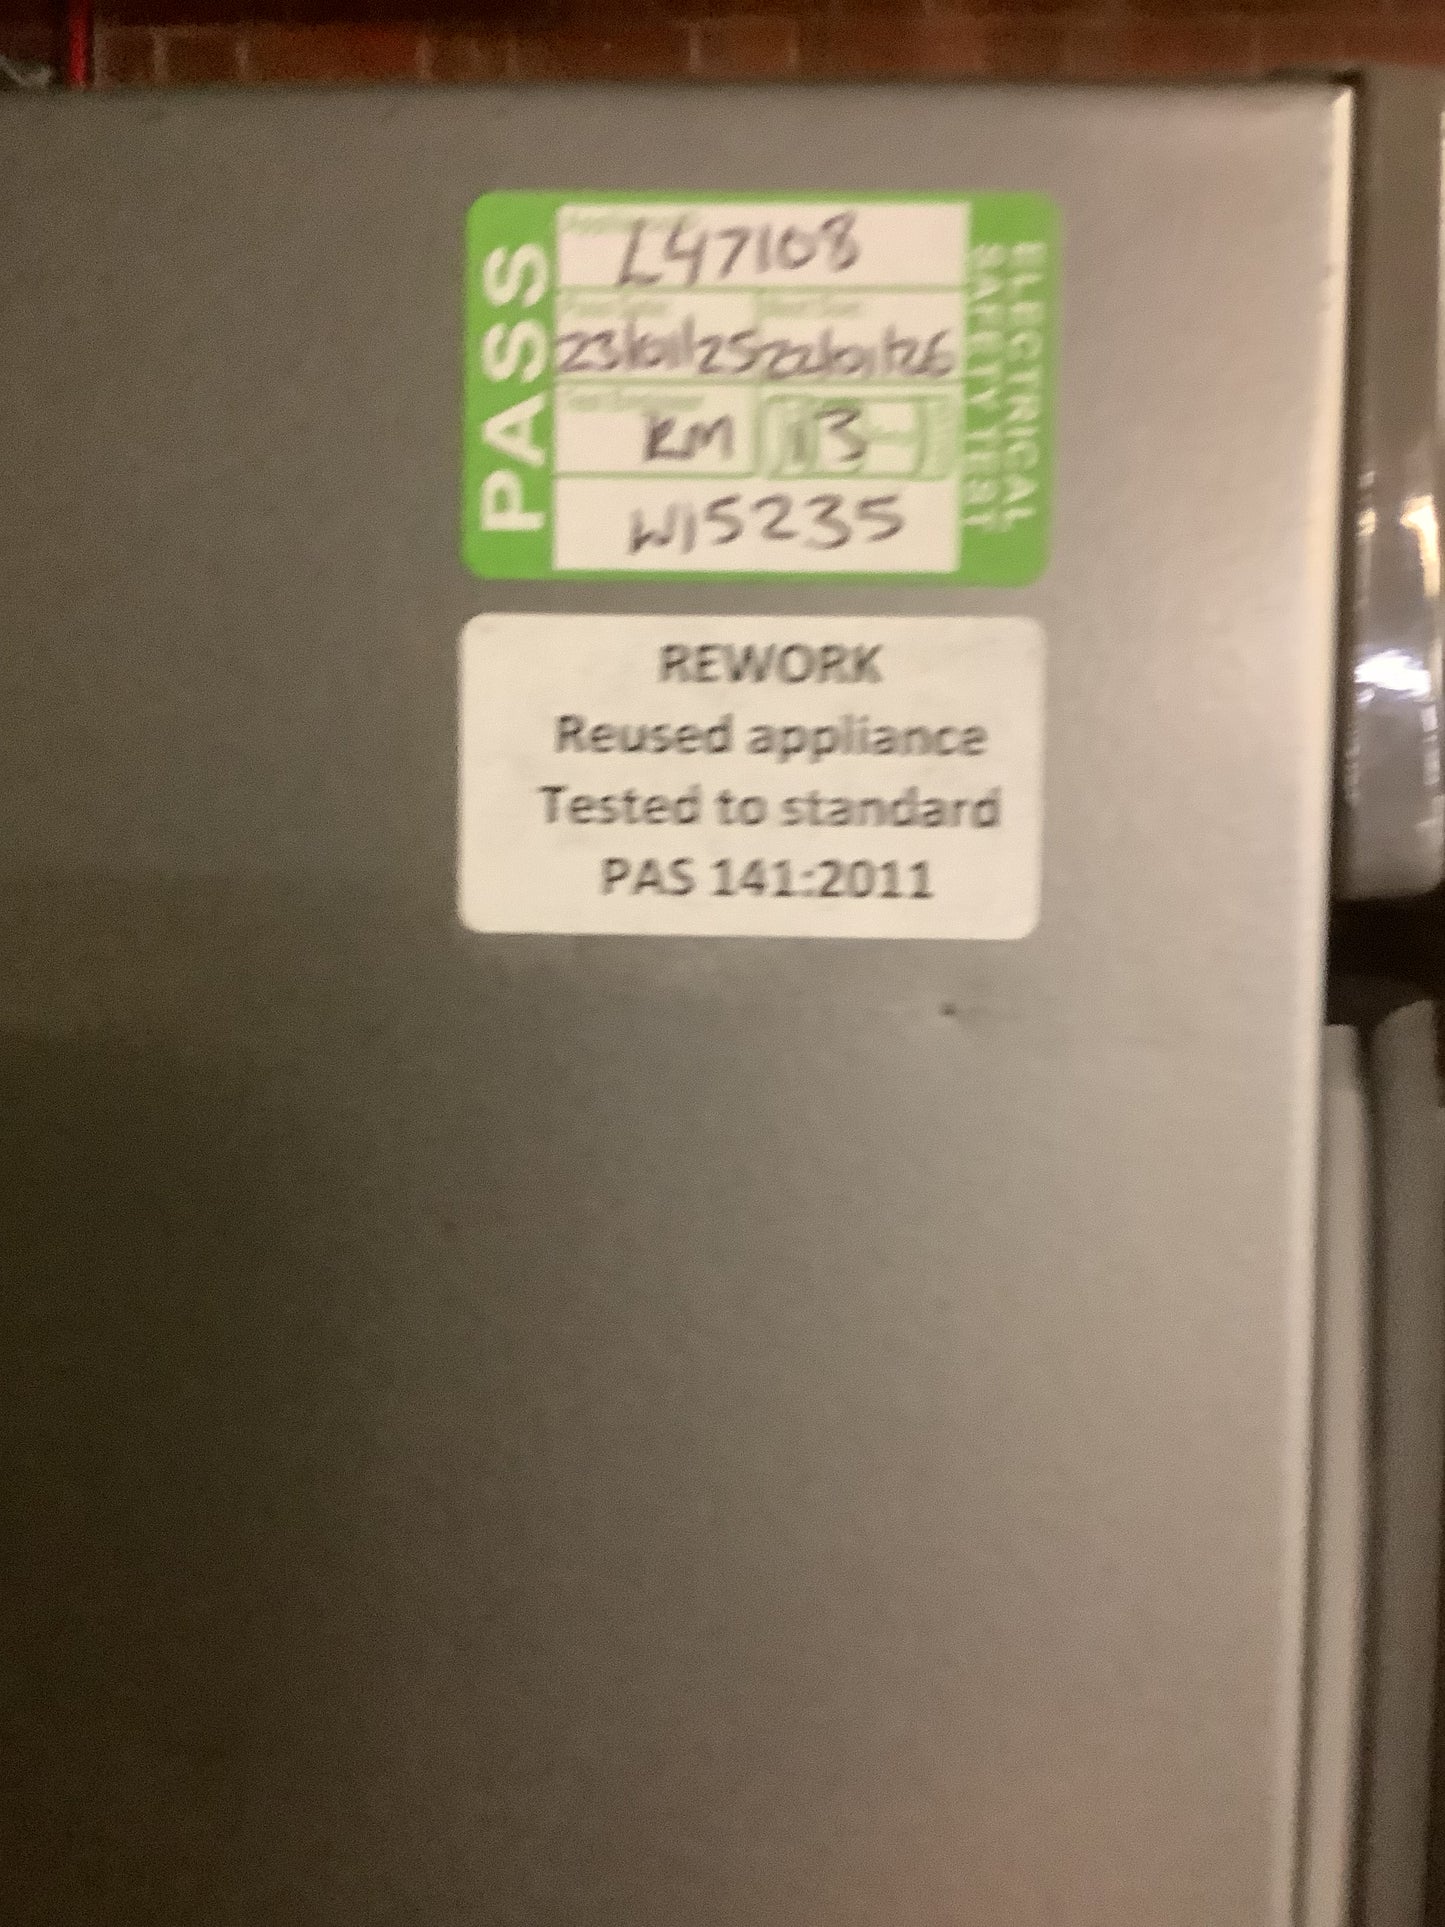 PASS
L47108
23/01/25 22/01/26
RM 13
W15235
ELECTRICAL
SAFETY TEST
REWORK
Reused appliance
Tested to standard
PAS 141:2011